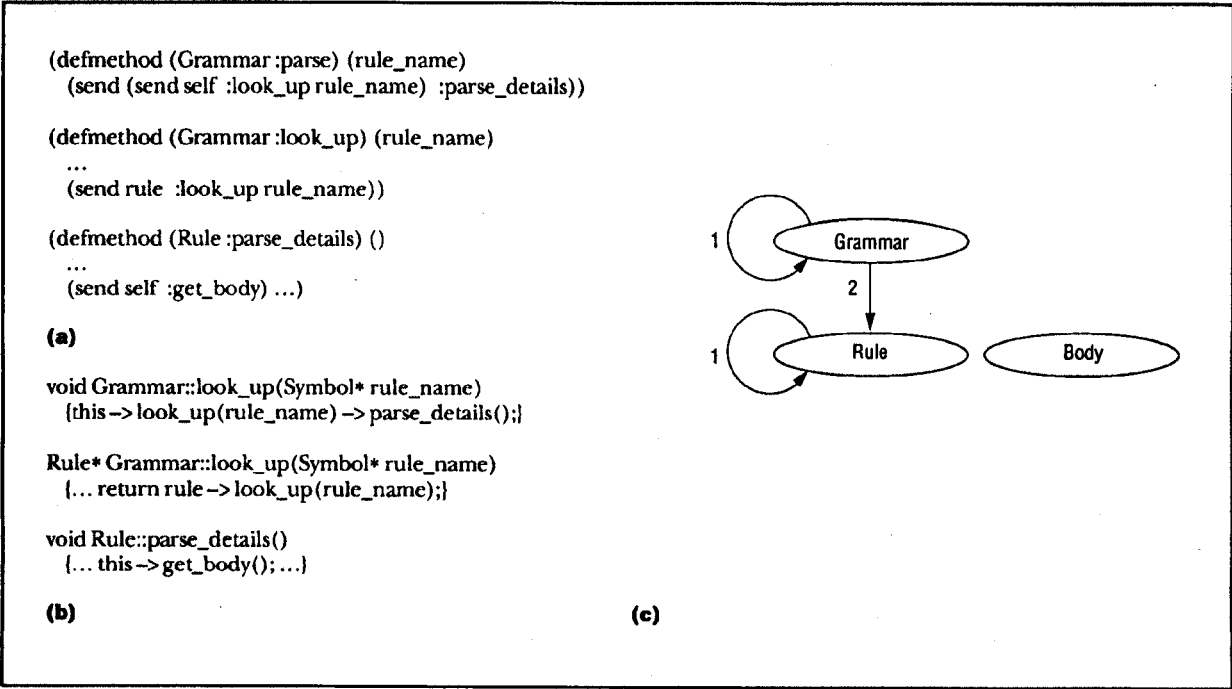 (defmethod (Grammar :parse) (rule_name)
(send (send self :look_up rule_name) :parse_details))
(defmethod (Grammar :look_up) (rule_name)
...
(send rule :look_up rule_name))
(defmethod (Rule :parse_details) ()
...
(send self :get_body) ...)
(a)
void Grammar::look_up(Symbol* rule_name)
{this –> look_up(rule_name) –> parse_details();}
Rule* Grammar::look_up(Symbol* rule_name)
{... return rule –> look_up(rule_name);}
void Rule::parse_details()
{... this –> get_body(); ...}
(b)
1
Grammar
2
1
Rule
Body
(c)